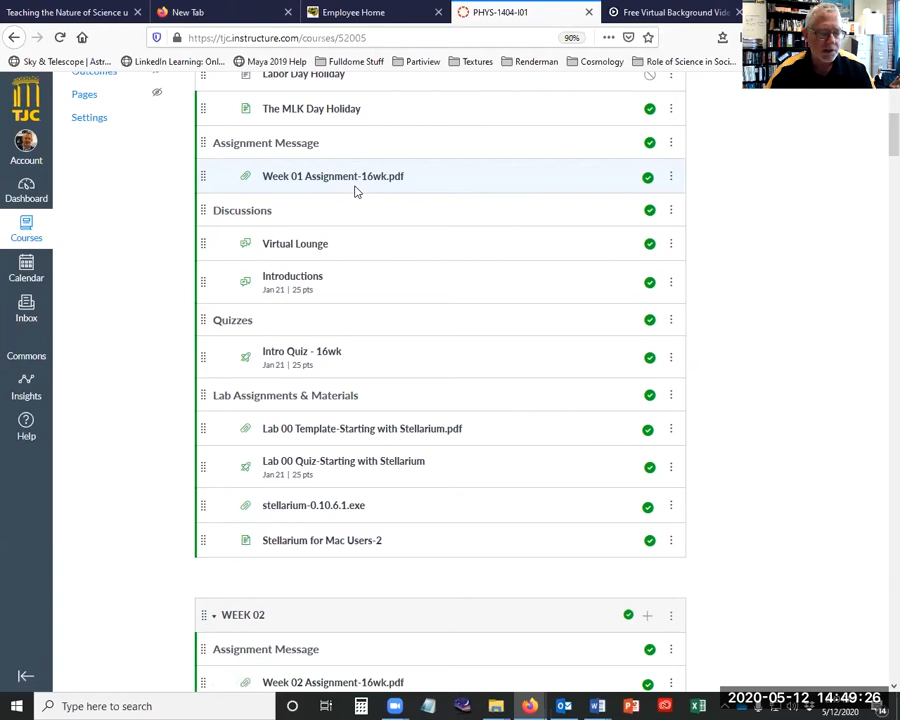 Teaching the Nature of Science u
New Tab
Employee Home
PHYS-1404-I01
Free Virtual Background Vide
https://tjc.instructure.com/courses/52005
90%
Sky & Telescope | Astr...
LinkedIn Learning: Onl...
Maya 2019 Help
Fulldome Stuff
Partiview
Textures
Renderman
Cosmology
Role of Science in Soci...
Outcomes
Labor Day Holiday
Pages
The MLK Day Holiday
Settings
TJC
Assignment Message
Account
Week 01 Assignment-16wk.pdf
Dashboard
Discussions
Courses
Virtual Lounge
Calendar
Introductions
Jan 21 | 25 pts
Inbox
Quizzes
Commons
Intro Quiz - 16wk
Jan 21 | 25 pts
Insights
Lab Assignments & Materials
Help
Lab 00 Template-Starting with Stellarium.pdf
Lab 00 Quiz-Starting with Stellarium
Jan 21 | 25 pts
stellarium-0.10.6.1.exe
Stellarium for Mac Users-2
WEEK 02
Assignment Message
Week 02 Assignment-16wk.pdf
Type here to search
2020-05-12, 14:49:26
5/12/2020
14